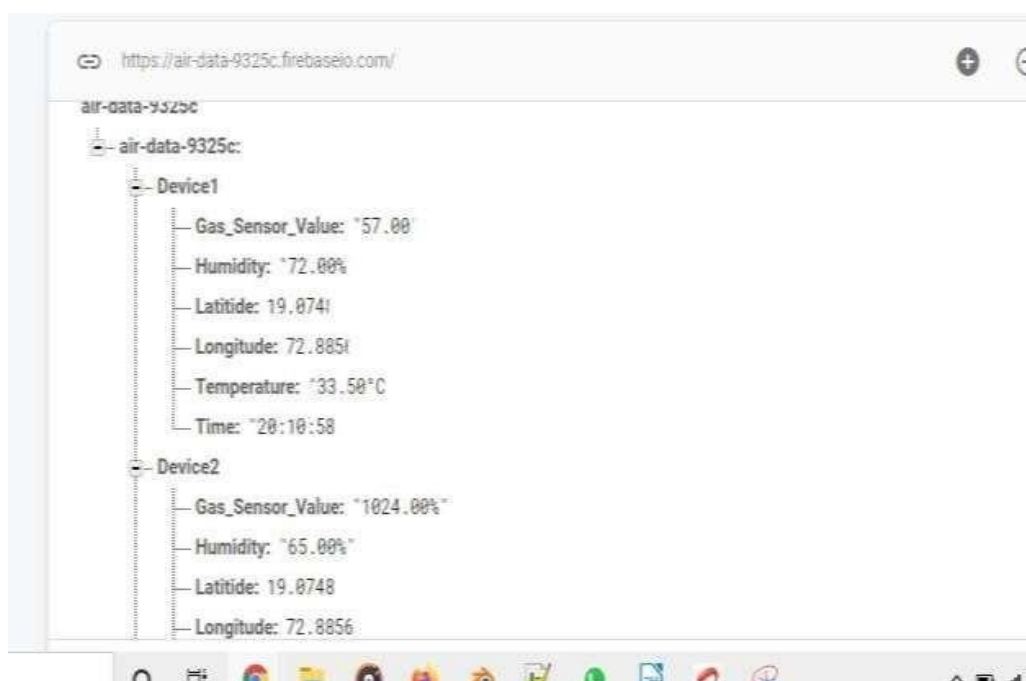 https://air-data-9325c.firebaseio.com/
air-data-9325c
air-data-9325c:
Device1
Gas_Sensor_Value: "57.00
Humidity: "72.00%
Latitide: 19.074
Longitude: 72.885
Temperature: "33.50°C
Time: "20:10:58
Device2
Gas_Sensor_Value: "1024.00%"
Humidity: "65.00%"
Latitide: 19.0748
Longitude: 72.8856